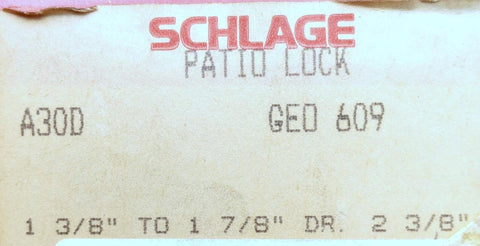 SCHLAGE
PATIO LOCK
A30D GEO 609
1 3/8" TO 1 7/8" DR. 2 3/8"